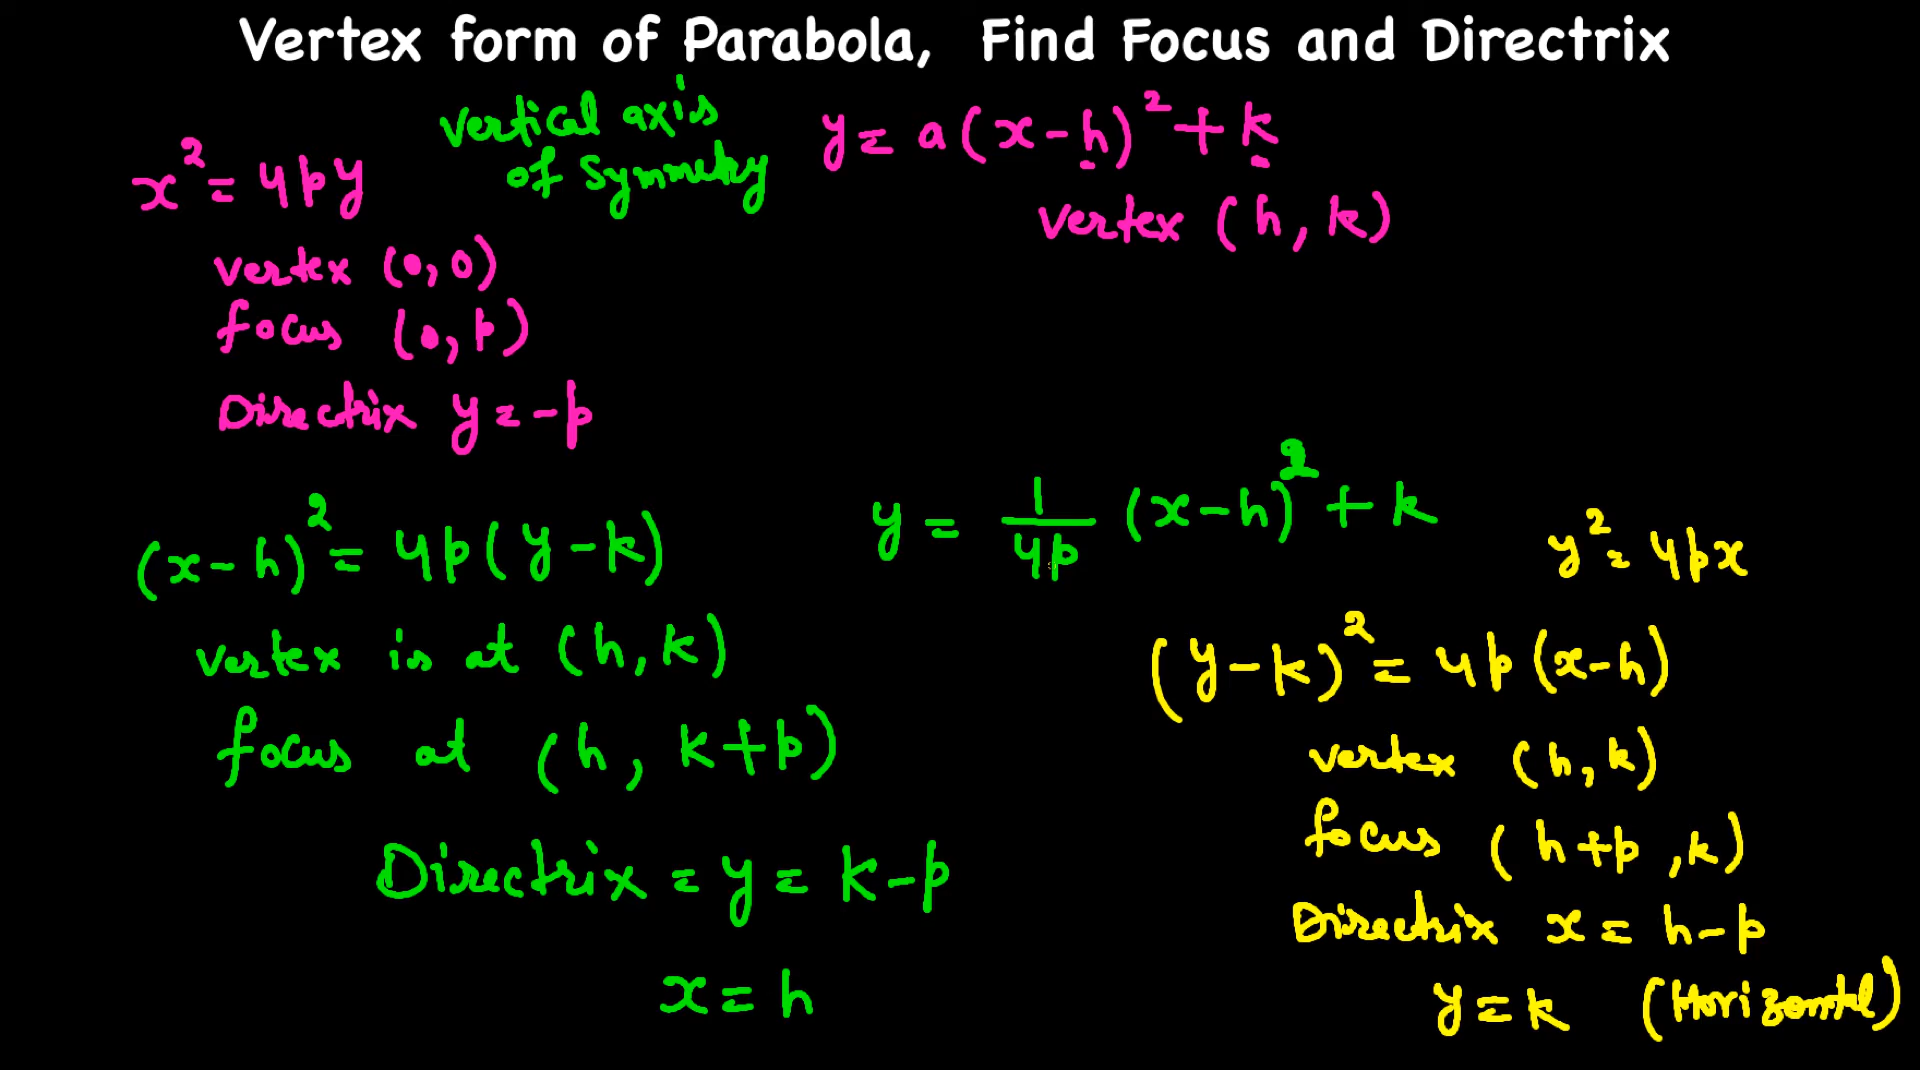 Vertex form of Parabola, Find Focus and Directrix
x² = 4py
vertex (0,0)
focus (0,p)
Directrix y = -p
vertical axis
of symmetry
y = a(x-h)² + k
vertex (h, k)
(x-h)² = 4p(y-k)
vertex is at (h,k)
focus at (h, k+p)
Directrix = y = k-p
x = h
y = 1/4p (x-h)² + k
y² = 4px
(y-k)² = 4p(x-h)
vertex (h,k)
focus (h+p,k)
Directrix x = h-p
y = k (Horizontal)